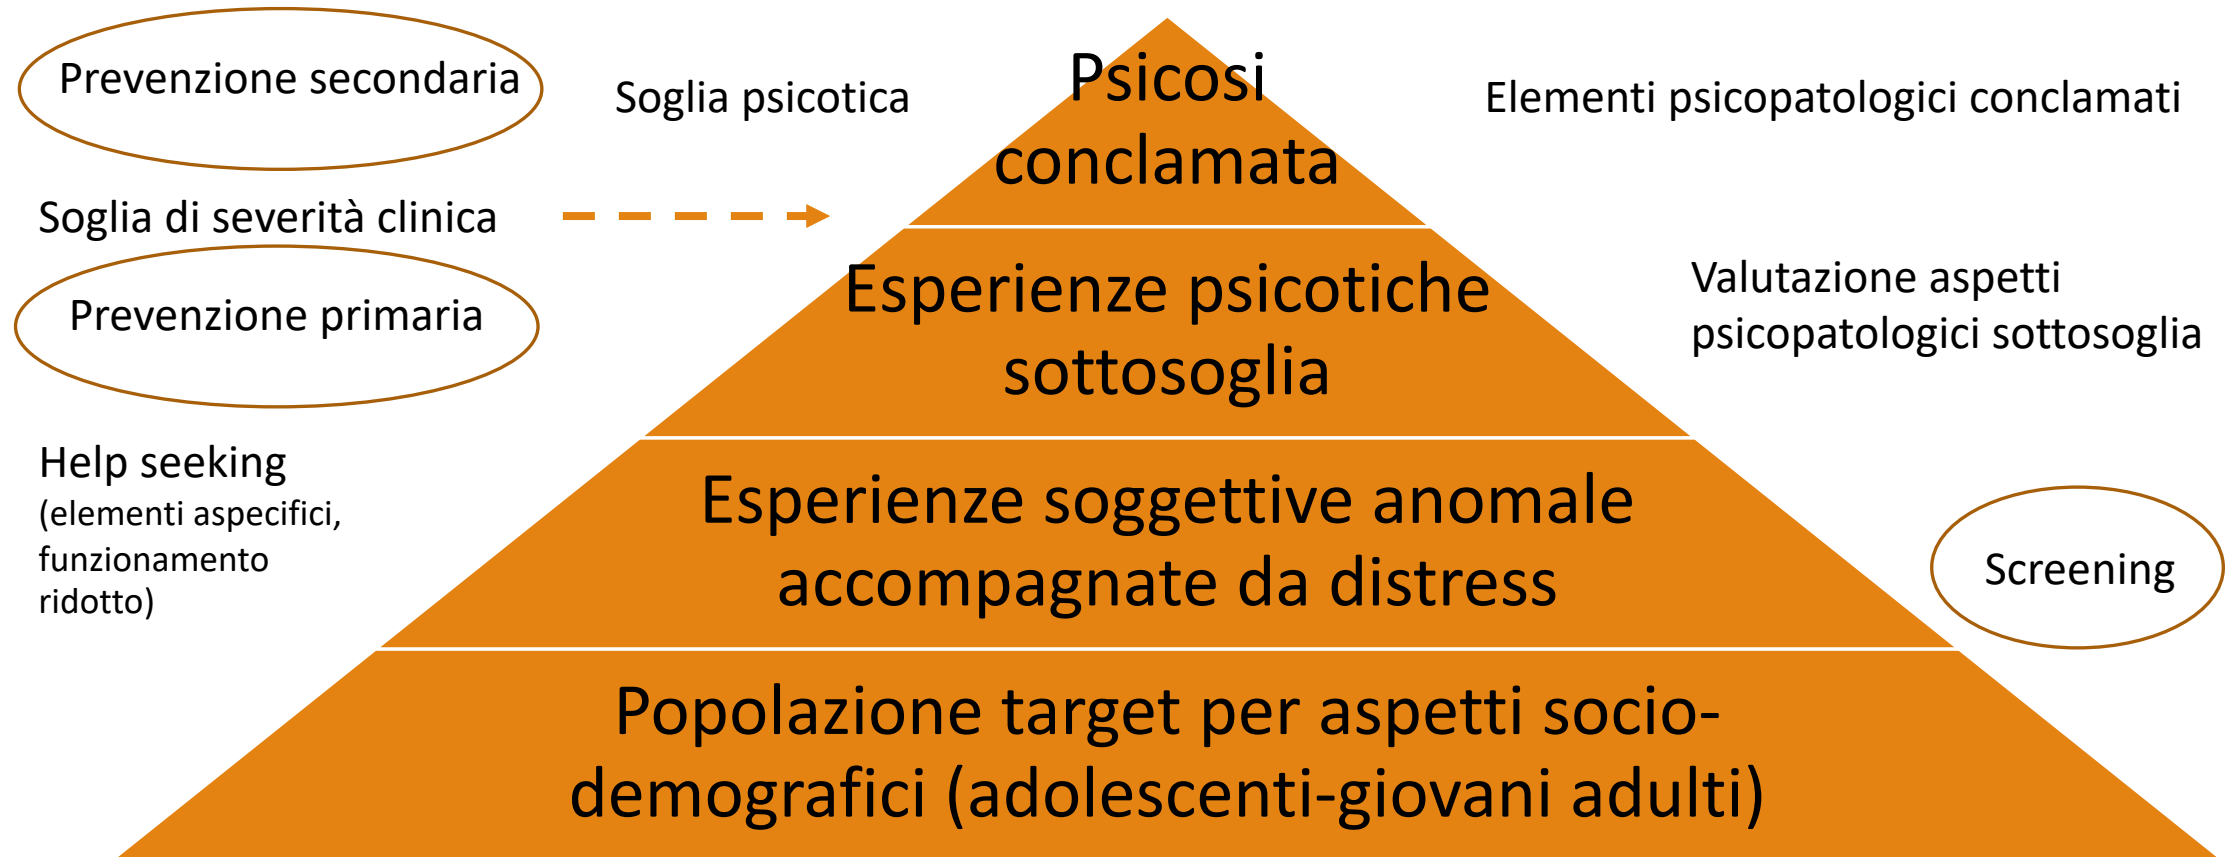 Prevenzione secondaria
Soglia psicotica
Psicosi
conclamata
Elementi psicopatologici conclamati
Soglia di severità clinica
Prevenzione primaria
Esperienze psicotiche
sottosoglia
Valutazione aspetti
psicopatologici sottosoglia
Help seeking
(elementi aspecifici,
funzionamento
ridotto)
Esperienze soggettive anomale
accompagnate da distress
Screening
Popolazione target per aspetti socio-
demografici (adolescenti-giovani adulti)